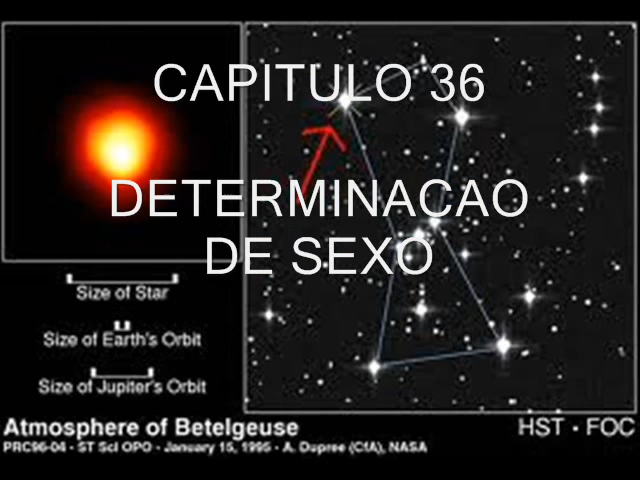 CAPITULO 36
DETERMINACAO
DE SEXO
Size of Star
Size of Earth's Orbit
Size of Jupiter's Orbit
Atmosphere of Betelgeuse
HST · FOC
PRC96-04 · ST ScI OPO · January 15, 1995 · A. Dupree (CfA), NASA